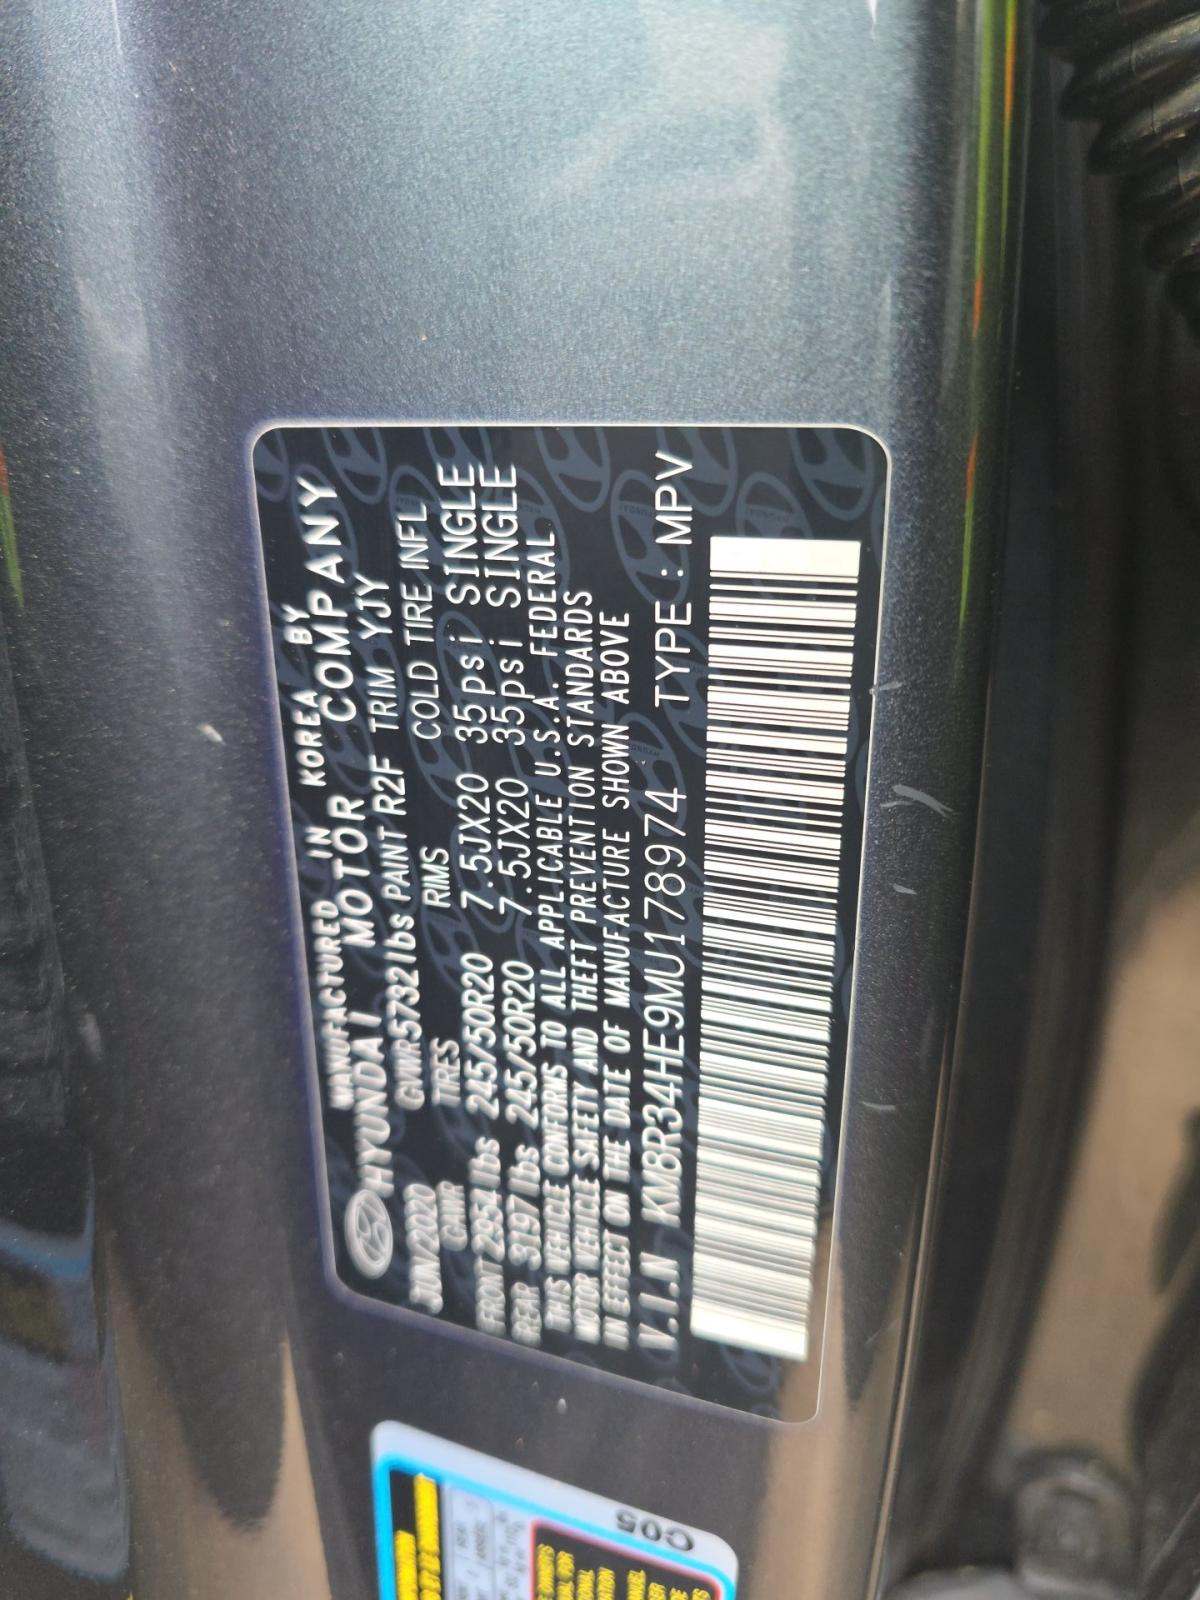 MANUFACTURED IN KOREA BY
HYUNDAI MOTOR COMPANY
JUN/2020 GVWR5732lbs PAINT R2F TRIM YJY
GAWR TIRES RIMS COLD TIRE INFL
FRONT 2954lbs 245/50R20 7.5JX20 35psi SINGLE
REAR 3197lbs 245/50R20 7.5JX20 35psi SINGLE
THIS VEHICLE CONFORMS TO ALL APPLICABLE U.S.A. FEDERAL
MOTOR VEHICLE SAFETY AND THEFT PREVENTION STANDARDS
IN EFFECT ON THE DATE OF MANUFACTURE SHOWN ABOVE
V.I.N KM8R34HE9MU178974 TYPE : MPV
C05